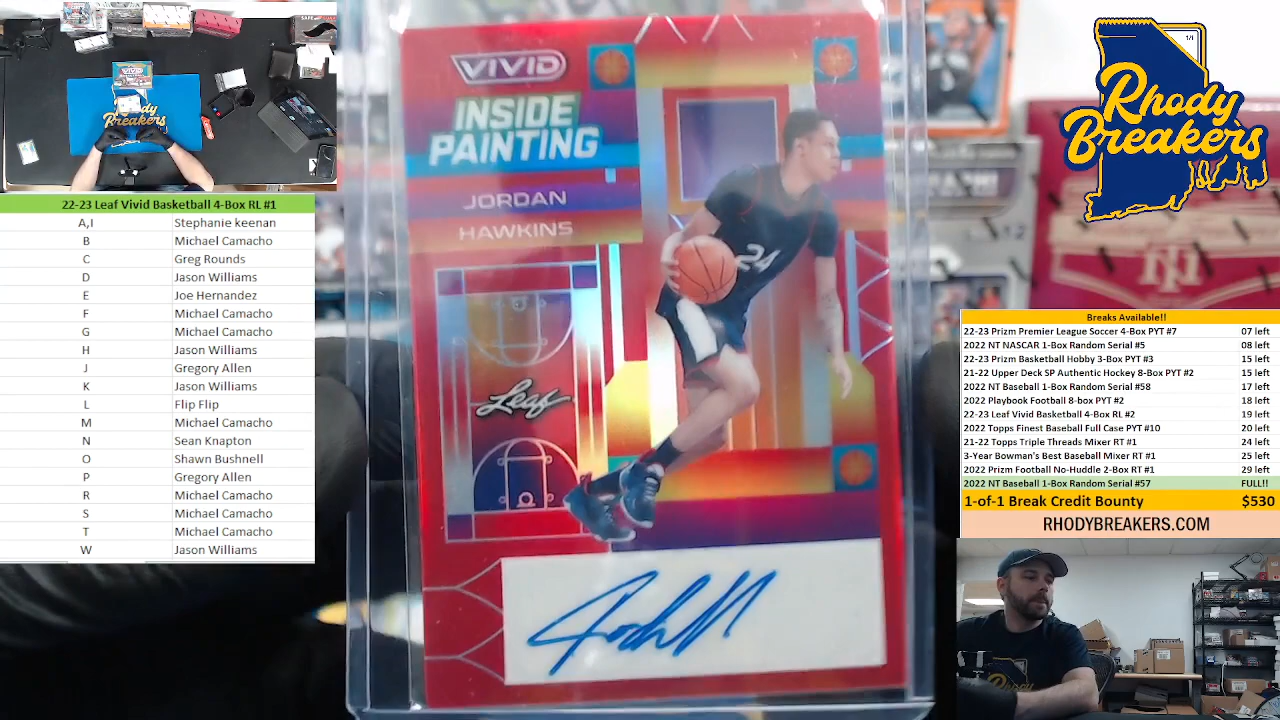 22-23 Leaf Vivid Basketball 4-Box RL #1
A,I Stephanie keenan
B Michael Camacho
C Greg Rounds
D Jason Williams
E Joe Hernandez
F Michael Camacho
G Michael Camacho
H Jason Williams
J Gregory Allen
K Jason Williams
L Flip Flip
M Michael Camacho
N Sean Knapton
O Shawn Bushnell
P Gregory Allen
R Michael Camacho
S Michael Camacho
T Michael Camacho
W Jason Williams
VIVID
INSIDE
PAINTING
JORDAN
HAWKINS
24
Leaf
1/1
Rhody
Breakers
Breaks Available!!
22-23 Prizm Premier League Soccer 4-Box PYT #7 07 left
2022 NT NASCAR 1-Box Random Serial #5 08 left
22-23 Prizm Basketball Hobby 3-Box PYT #3 15 left
21-22 Upper Deck SP Authentic Hockey 8-Box PYT #2 15 left
2022 NT Baseball 1-Box Random Serial #58 17 left
2022 Playbook Football 8-box PYT #2 18 left
22-23 Leaf Vivid Basketball 4-Box RL #2 19 left
2022 Topps Finest Baseball Full Case PYT #10 20 left
21-22 Topps Triple Threads Mixer RT #1 24 left
3-Year Bowman's Best Baseball Mixer RT #1 25 left
2022 Prizm Football No-Huddle 2-Box RT #1 29 left
2022 NT Baseball 1-Box Random Serial #57 FULL!!
1-of-1 Break Credit Bounty $530
RHODYBREAKERS.COM